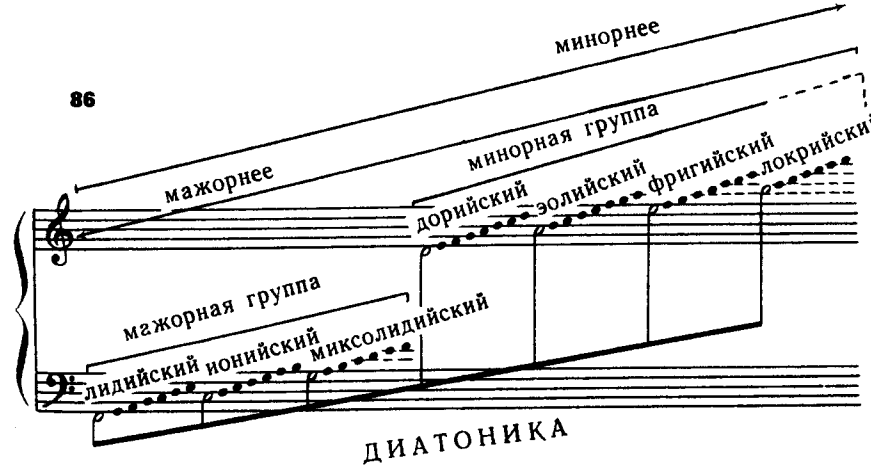 минорнее
86
минорная группа
мажорнее
дорийский
эолийский
фригийский
локрийский
мажорная группа
лидийский
ионийский
миксолидийский
ДИАТОНИКА